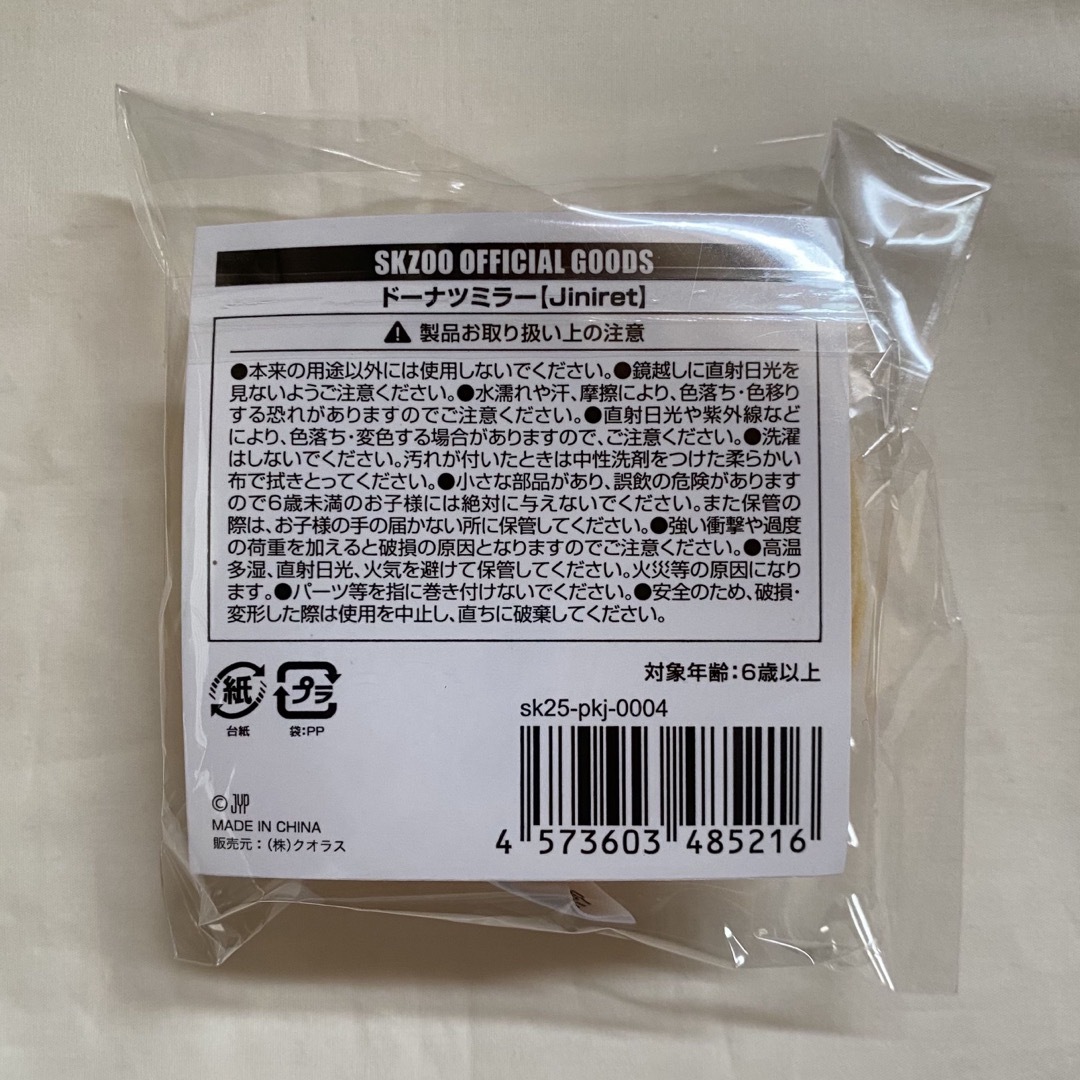 SKZOO OFFICIAL GOODS
ドーナツミラー【Jiniret】
製品お取り扱い上の注意
●本来の用途以外には使用しないでください。●鏡越しに直射日光を
見ないようご注意ください。●水濡れや汗、摩擦により、色落ち・色移り
する恐れがありますのでご注意ください。●直射日光や紫外線など
により、色落ち・変色する場合がありますので、ご注意ください。●洗濯
はしないでください。汚れが付いたときは中性洗剤をつけた柔らかい
布で拭きとってください。●小さな部品があり、誤飲の危険があります
ので6歳未満のお子様には絶対に与えないでください。また保管の
際は、お子様の手の届かない所に保管してください。●強い衝撃や過度
の荷重を加えると破損の原因となりますのでご注意ください。●高温
多湿、直射日光、火気を避けて保管してください。火災等の原因になり
ます。●パーツ等を指に巻き付けないでください。●安全のため、破損・
変形した際は使用を中止し、直ちに破棄してください。
対象年齢：6歳以上
紙
プラ
台紙
袋：PP
sk25-pkj-0004
© JYP
MADE IN CHINA
販売元：（株）クオラス
4 573603 485216